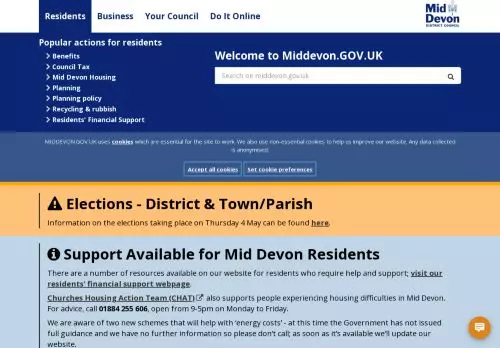 Residents Business Your Council Do It Online
Mid
Devon
DISTRICT COUNCIL
Popular actions for residents
Benefits
Council Tax
Mid Devon Housing
Planning
Planning policy
Recycling & rubbish
Residents' Financial Support
Welcome to Middevon.GOV.UK
Search on middevon.gov.uk
MIDDEVON.GOV.UK uses cookies which are essential for the site to work. We also use non-essential cookies to help us improve our website. Any data collected
is anonymised.
Accept all cookies Set cookie preferences
Elections - District & Town/Parish
Information on the elections taking place on Thursday 4 May can be found here.
Support Available for Mid Devon Residents
There are a number of resources available on our website for residents who require help and support; visit our
residents' financial support webpage.
Churches Housing Action Team (CHAT) also supports people experiencing housing difficulties in Mid Devon.
For advice, call 01884 255 606, open from 9-5pm on Monday to Friday.
We are aware of two new schemes that will help with 'energy costs' - at this time the Government has not issued
full guidance and we have no further information so please don't call; as soon as it's available we'll update our
website.